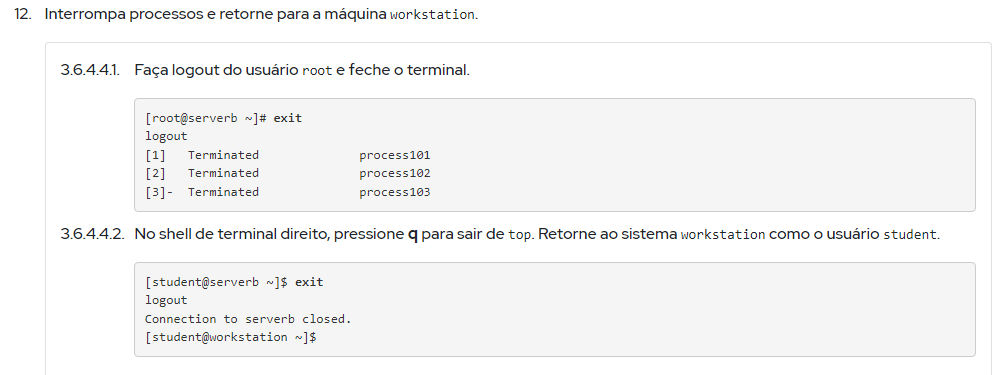 12. Interrompa processos e retorne para a máquina workstation.
3.6.4.4.1. Faça logout do usuário root e feche o terminal.
[root@serverb ~]# exit
logout
[1]   Terminated              process101
[2]   Terminated              process102
[3]-  Terminated              process103
3.6.4.4.2. No shell de terminal direito, pressione q para sair de top. Retorne ao sistema workstation como o usuário student.
[student@serverb ~]$ exit
logout
Connection to serverb closed.
[student@workstation ~]$